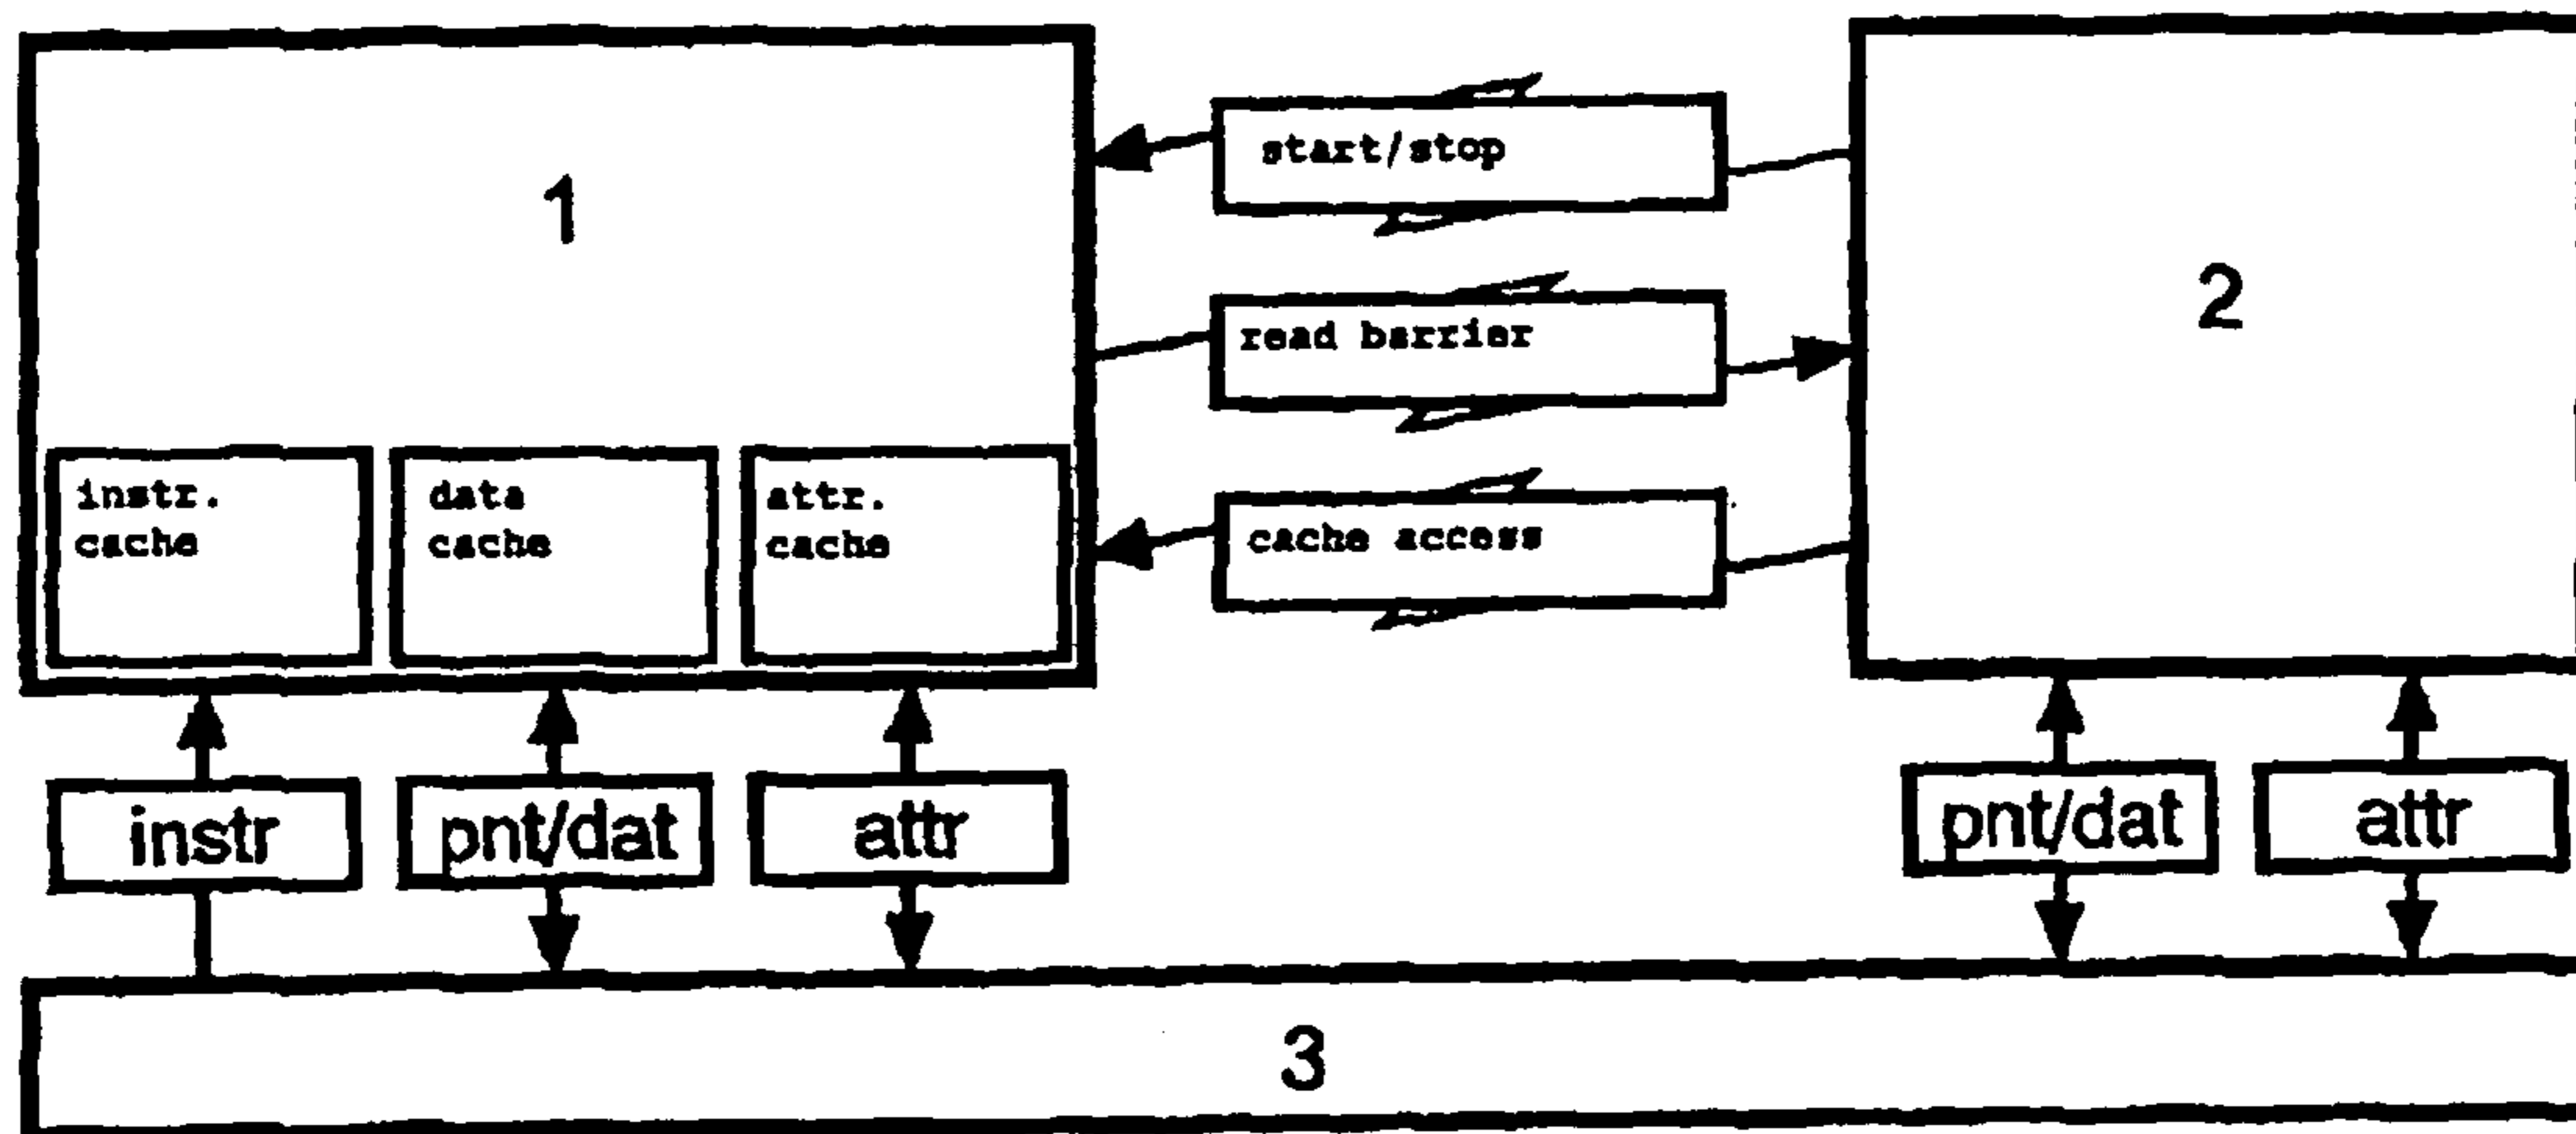 1
start/stop
2
read barrier
instr.
cache
data
cache
attr.
cache
cache access
instr
pnt/dat
attr
pnt/dat
attr
3